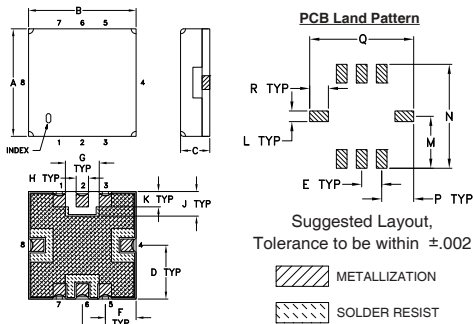 B
7 6 5
A
8
4
INDEX
1 2 3
C
PCB Land Pattern
Q
R TYP
L TYP
N
M
E TYP
P TYP
G
TYP
H TYP
1 2 3
K TYP
J TYP
8
4
D TYP
7 6 5
F
TYP
Suggested Layout,
Tolerance to be within ±.002
METALLIZATION
SOLDER RESIST